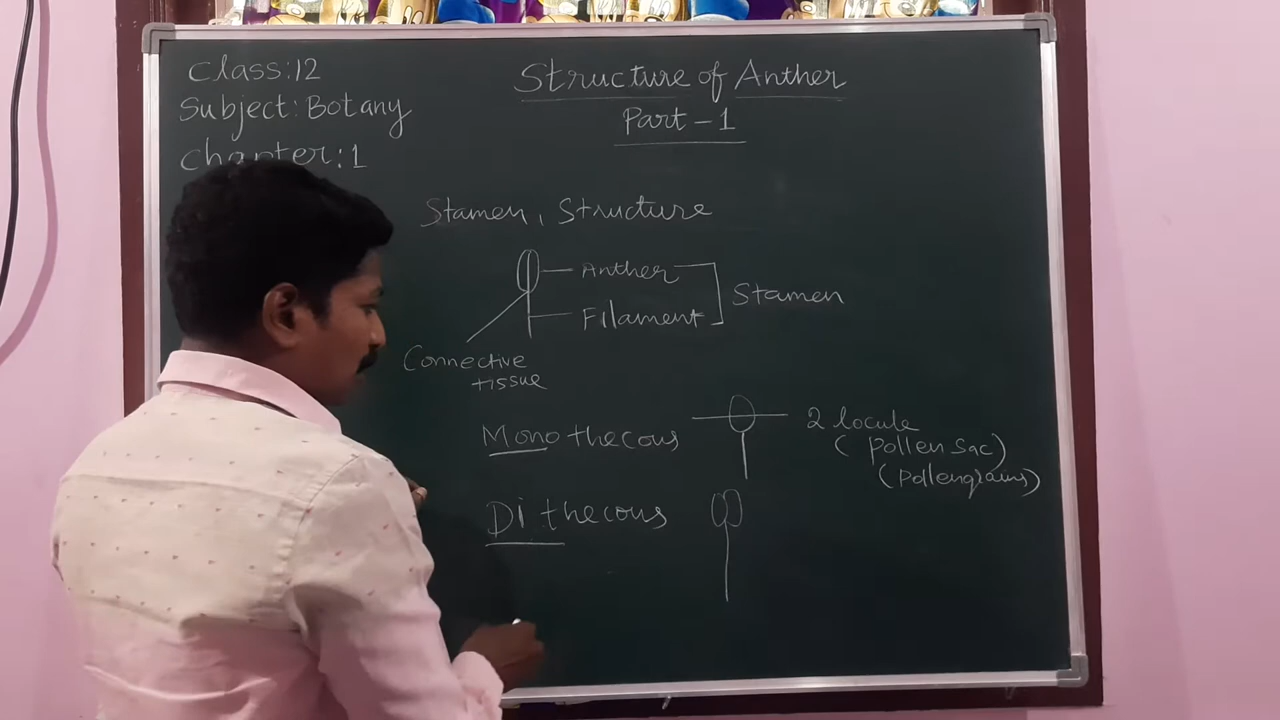 Class:12
Subject: Botany
Chapter:1
Structure of Anther
Part-1
Stamen, Structure
Anther
Filament
Stamen
Connective
tissue
Monothecous
2 locule
(pollen sac)
(pollengrains)
Dithecous